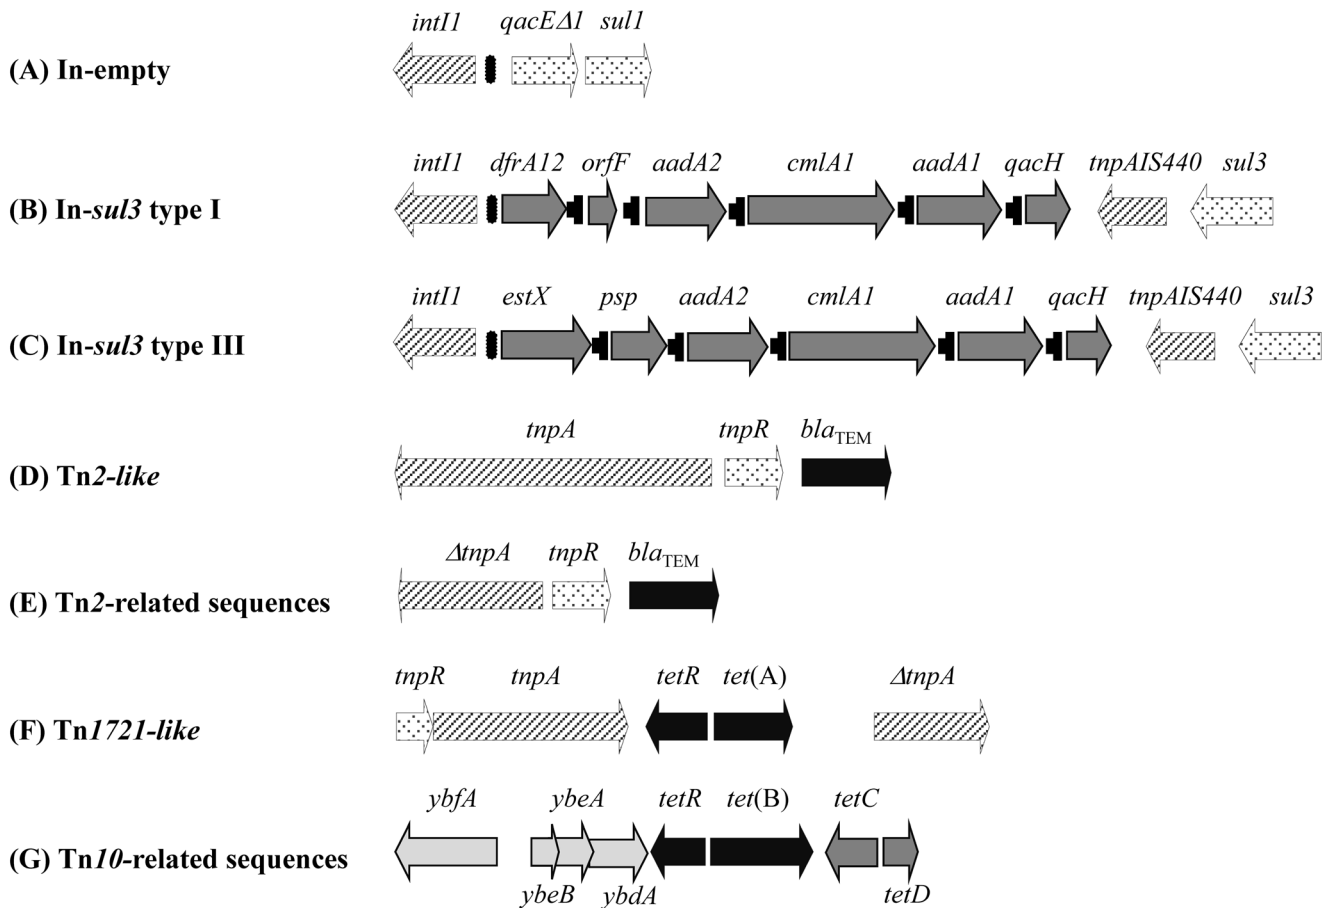 intI1 qacEΔ1 sul1
(A) In-empty
intI1 dfrA12 orfF aadA2 cmlA1 aadA1 qacH tnpAIS440 sul3
(B) In-sul3 type I
intI1 estX psp aadA2 cmlA1 aadA1 qacH tnpAIS440 sul3
(C) In-sul3 type III
tnpA tnpR blaTEM
(D) Tn2-like
ΔtnpA tnpR blaTEM
(E) Tn2-related sequences
tnpR tnpA tetR tet(A) ΔtnpA
(F) Tn1721-like
ybfA ybeA tetR tet(B) tetC
(G) Tn10-related sequences
ybeB ybdA tetD